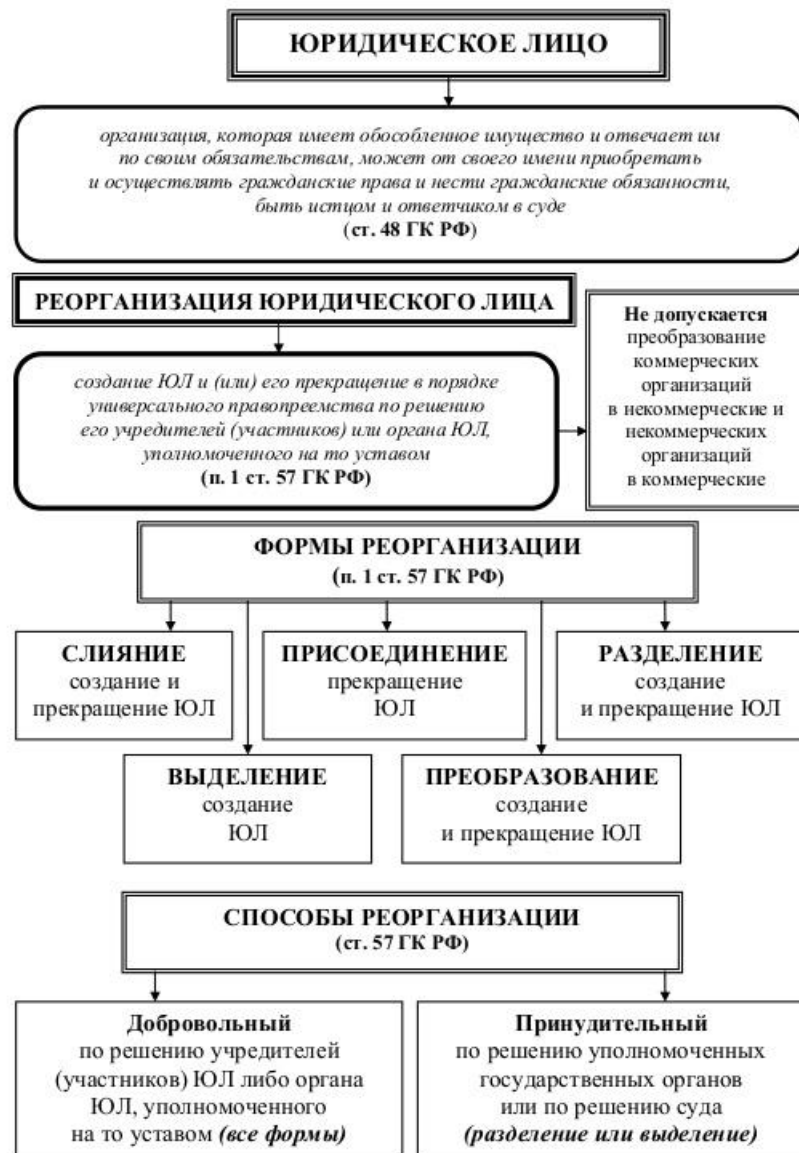 ЮРИДИЧЕСКОЕ ЛИЦО
организация, которая имеет обособленное имущество и отвечает им
по своим обязательствам, может от своего имени приобретать
и осуществлять гражданские права и нести гражданские обязанности,
быть истцом и ответчиком в суде
(ст. 48 ГК РФ)
РЕОРГАНИЗАЦИЯ ЮРИДИЧЕСКОГО ЛИЦА
создание ЮЛ и (или) его прекращение в порядке
универсального правопреемства по решению
его учредителей (участников) или органа ЮЛ,
уполномоченного на то уставом
(п. 1 ст. 57 ГК РФ)
Не допускается
преобразование
коммерческих
организаций
в некоммерческие и
некоммерческих
организаций
в коммерческие
ФОРМЫ РЕОРГАНИЗАЦИИ
(п. 1 ст. 57 ГК РФ)
СЛИЯНИЕ
создание и
прекращение ЮЛ
ПРИСОЕДИНЕНИЕ
прекращение
ЮЛ
РАЗДЕЛЕНИЕ
создание
и прекращение ЮЛ
ВЫДЕЛЕНИЕ
создание
ЮЛ
ПРЕОБРАЗОВАНИЕ
создание
и прекращение ЮЛ
СПОСОБЫ РЕОРГАНИЗАЦИИ
(ст. 57 ГК РФ)
Добровольный
по решению учредителей
(участников) ЮЛ либо органа
ЮЛ, уполномоченного
на то уставом (все формы)
Принудительный
по решению уполномоченных
государственных органов
или по решению суда
(разделение или выделение)